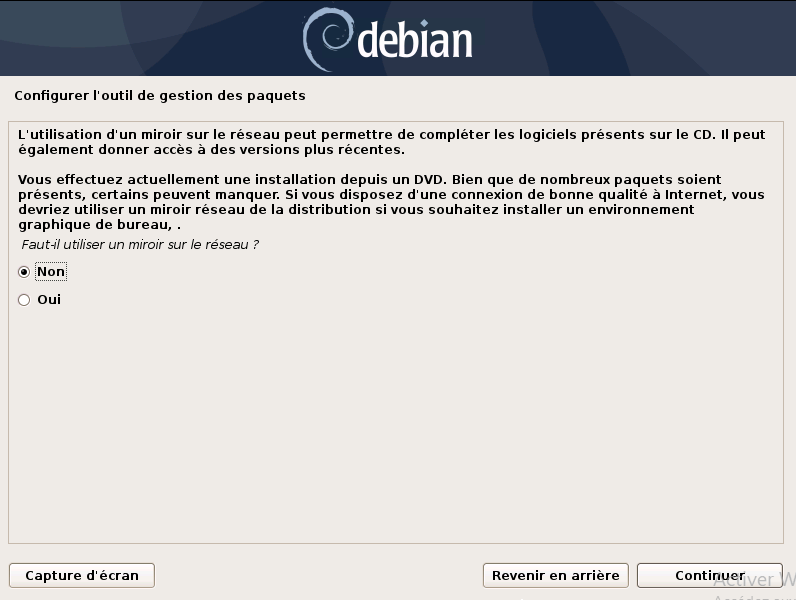 debian
Configurer l'outil de gestion des paquets
L'utilisation d'un miroir sur le réseau peut permettre de compléter les logiciels présents sur le CD. Il peut
également donner accès à des versions plus récentes.
Vous effectuez actuellement une installation depuis un DVD. Bien que de nombreux paquets soient
présents, certains peuvent manquer. Si vous disposez d'une connexion de bonne qualité à Internet, vous
devriez utiliser un miroir réseau de la distribution si vous souhaitez installer un environnement
graphique de bureau, .
Faut-il utiliser un miroir sur le réseau ?
Non
Oui
Capture d'écran
Revenir en arrière
Continuer
Activer W